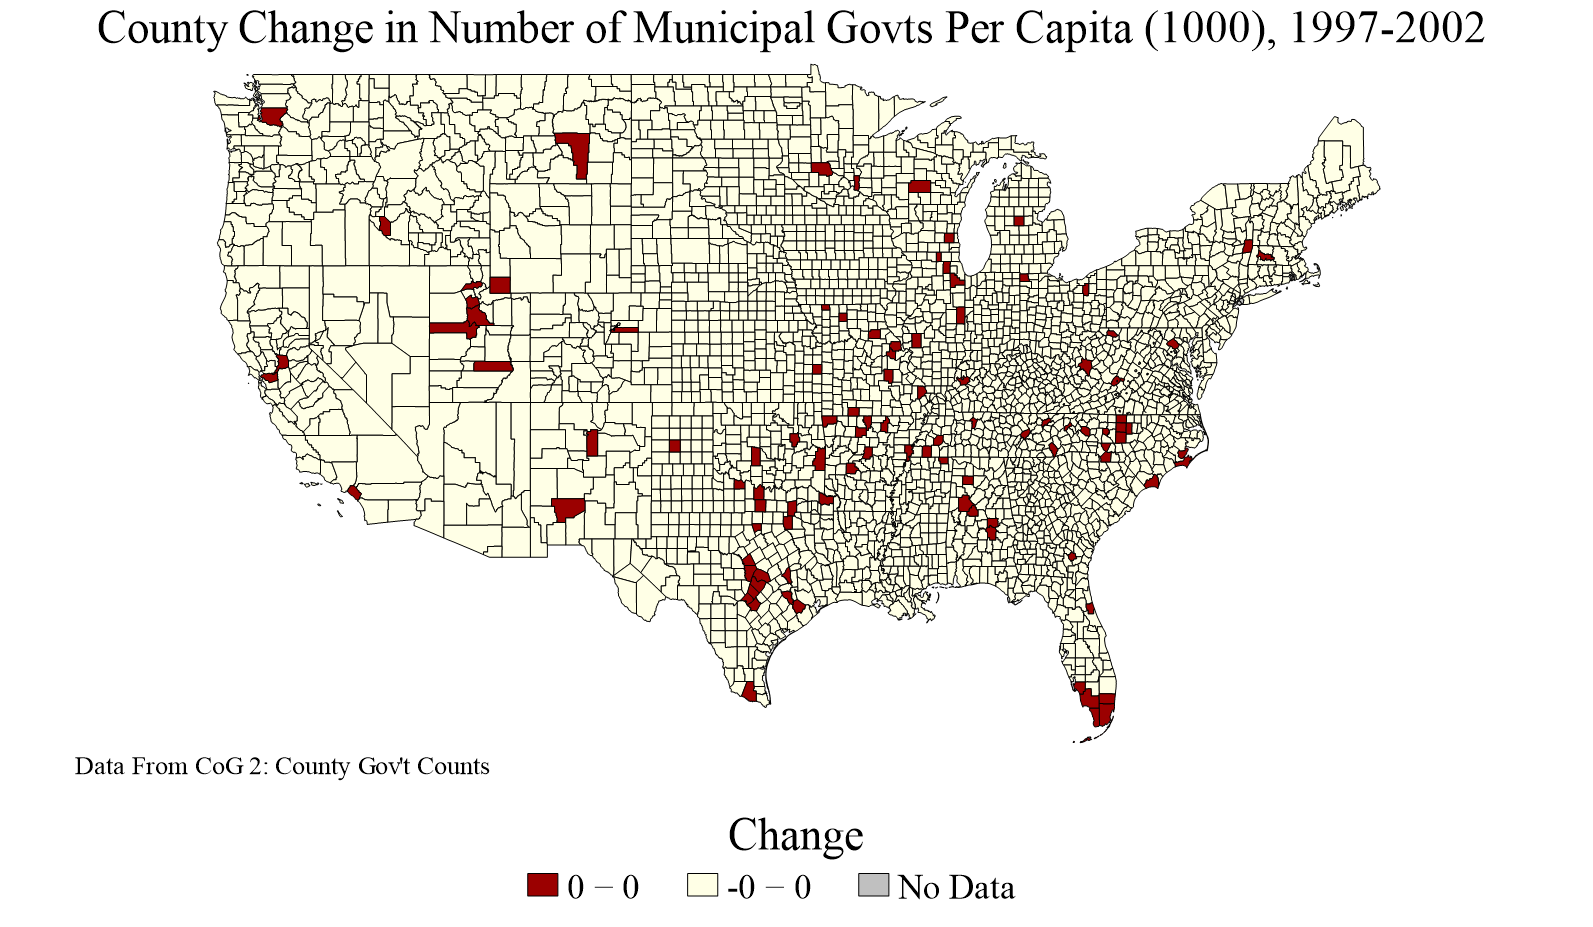 County Change in Number of Municipal Govts Per Capita (1000), 1997-2002
Data From CoG 2: County Gov't Counts
Change
0 − 0
-0 − 0
No Data